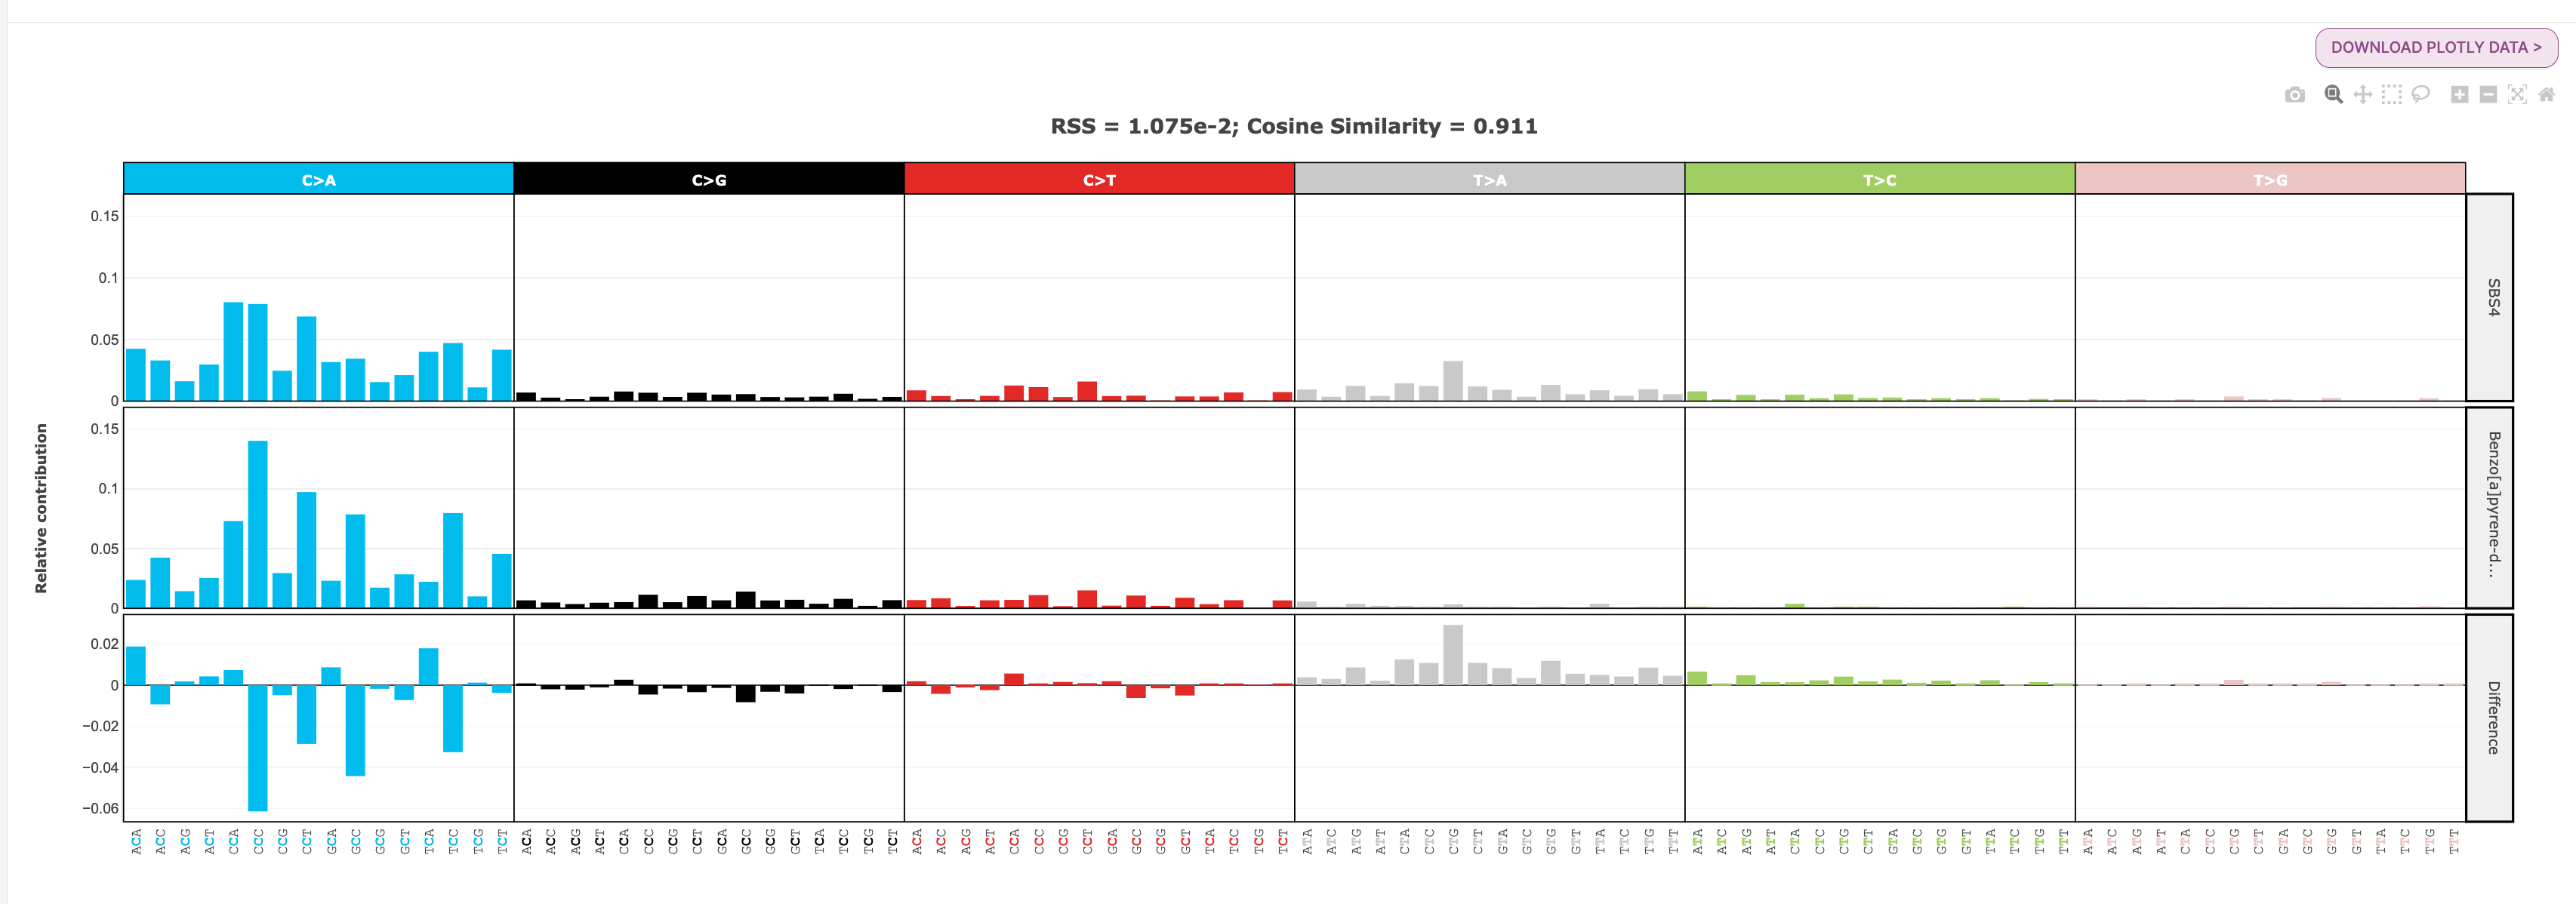 DOWNLOAD PLOTLY DATA >
RSS = 1.075e-2; Cosine Similarity = 0.911
C>A C>G C>T T>A T>C T>G
0.15
0.1
0.05
0
SBS4
0.15
0.1
0.05
0
Benzo[a]pyrene-d...
Relative contribution
0.02
0
−0.02
−0.04
−0.06
Difference
ACA ACC ACG ACT CCA CCC CCG CCT GCA GCC GCG GCT TCA TCC TCG TCT ACA ACC ACG ACT CCA CCC CCG CCT GCA GCC GCG GCT TCA TCC TCG TCT ACA ACC ACG ACT CCA CCC CCG CCT GCA GCC GCG GCT TCA TCC TCG TCT ATA ATC ATG ATT CTA CTC CTG CTT GTA GTC GTG GTT TTA TTC TTG TTT ATA ATC ATG ATT CTA CTC CTG CTT GTA GTC GTG GTT TTA TTC TTG TTT ATA ATC ATG ATT CTA CTC CTG CTT GTA GTC GTG GTT TTA TTC TTG TTT